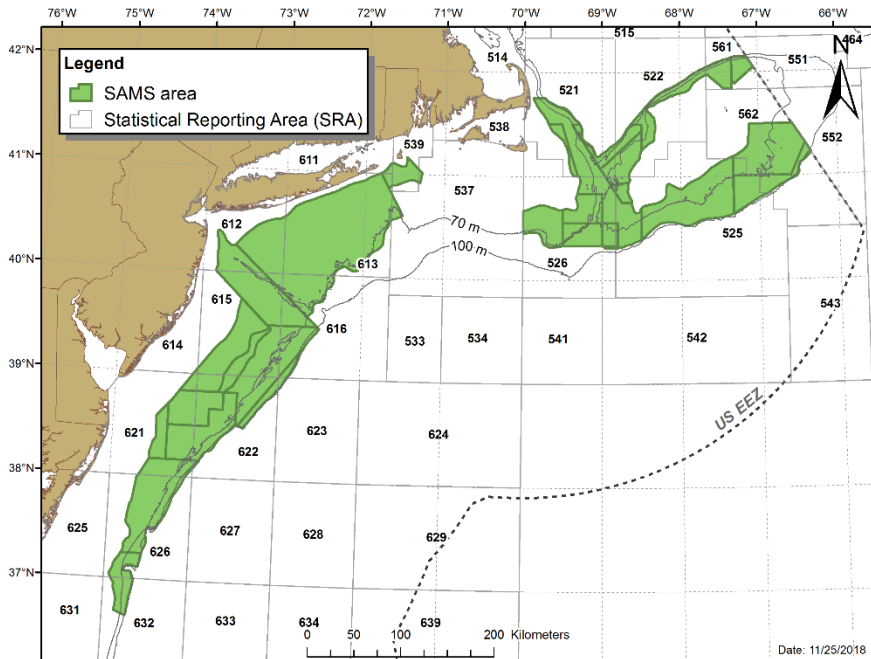 76°W 75°W 74°W 73°W 72°W 71°W 70°W 69°W 68°W 67°W 66°W
42°N
41°N
40°N
39°N
38°N
37°N
Legend
SAMS area
Statistical Reporting Area (SRA)
N
515
464
561
551
514
522
521
562
538
539
552
611
537
612
70 m
525
100 m
526
613
615
543
616
614
533
534
541
542
US EEZ
621
623
624
622
625
627
628
629
626
631
632
633
634
639
0 50 100 200 Kilometers
Date: 11/25/2018